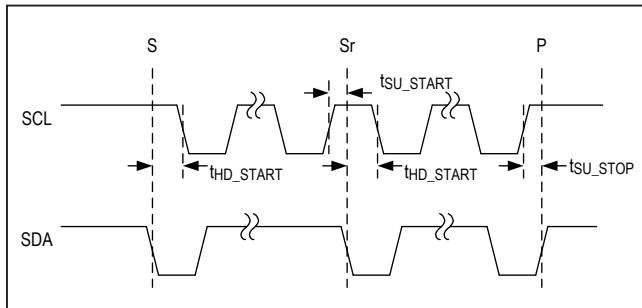 S Sr P
tSU_START
SCL
tHD_START tHD_START tSU_STOP
SDA